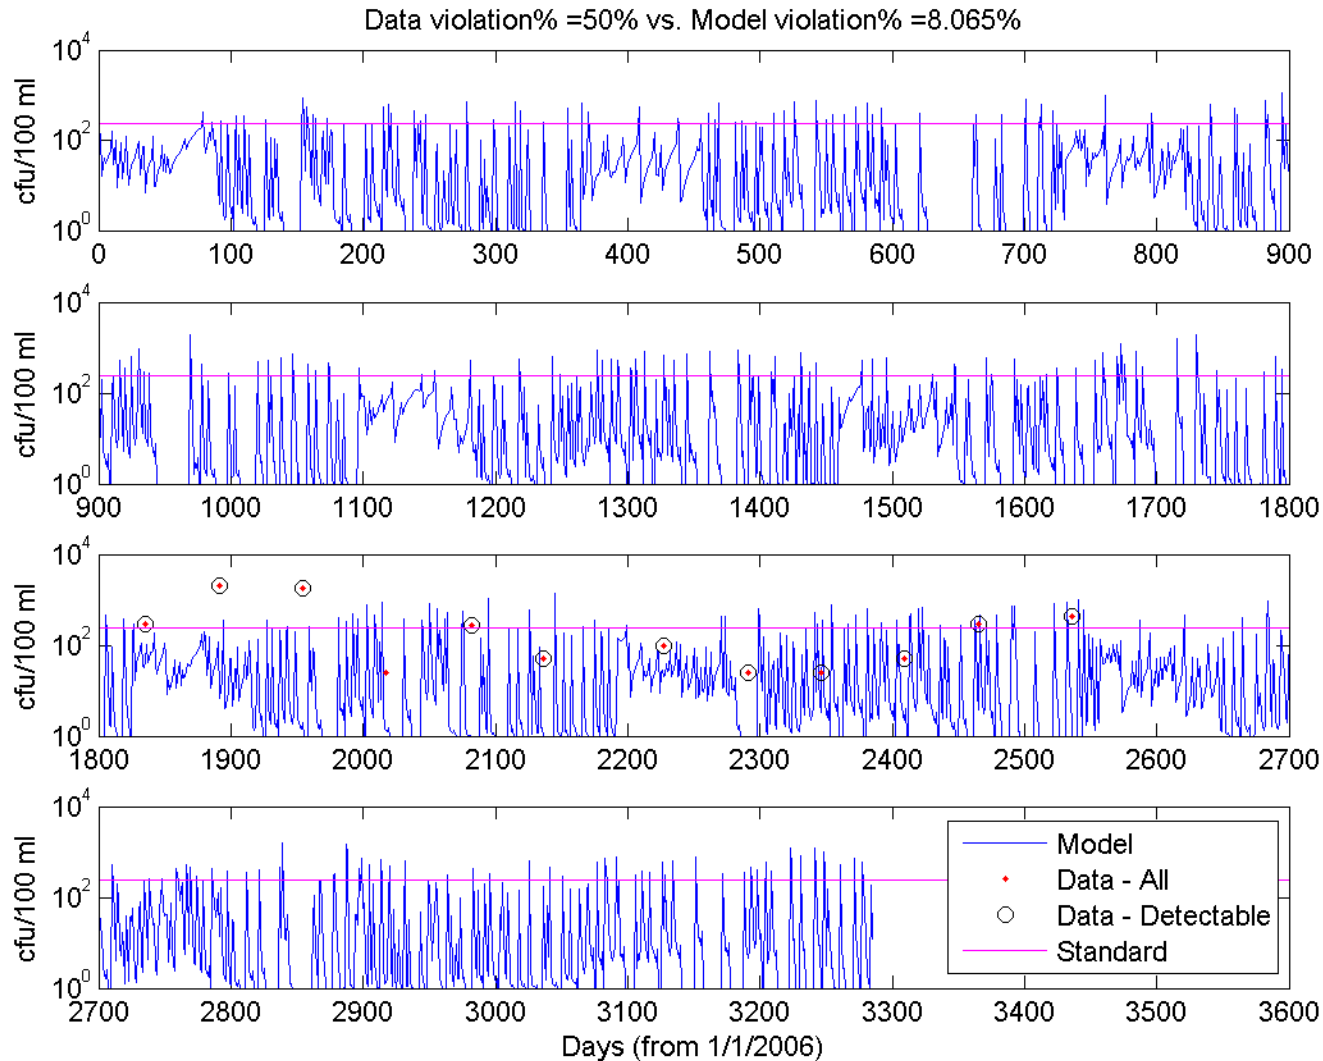 Data violation% =50% vs. Model violation% =8.065%
10^4
10^2
10^0
cfu/100 ml
0 100 200 300 400 500 600 700 800 900
10^4
10^2
10^0
cfu/100 ml
900 1000 1100 1200 1300 1400 1500 1600 1700 1800
10^4
10^2
10^0
cfu/100 ml
1800 1900 2000 2100 2200 2300 2400 2500 2600 2700
10^4
10^2
10^0
cfu/100 ml
Model
Data - All
Data - Detectable
Standard
2700 2800 2900 3000 3100 3200 3300 3400 3500 3600
Days (from 1/1/2006)